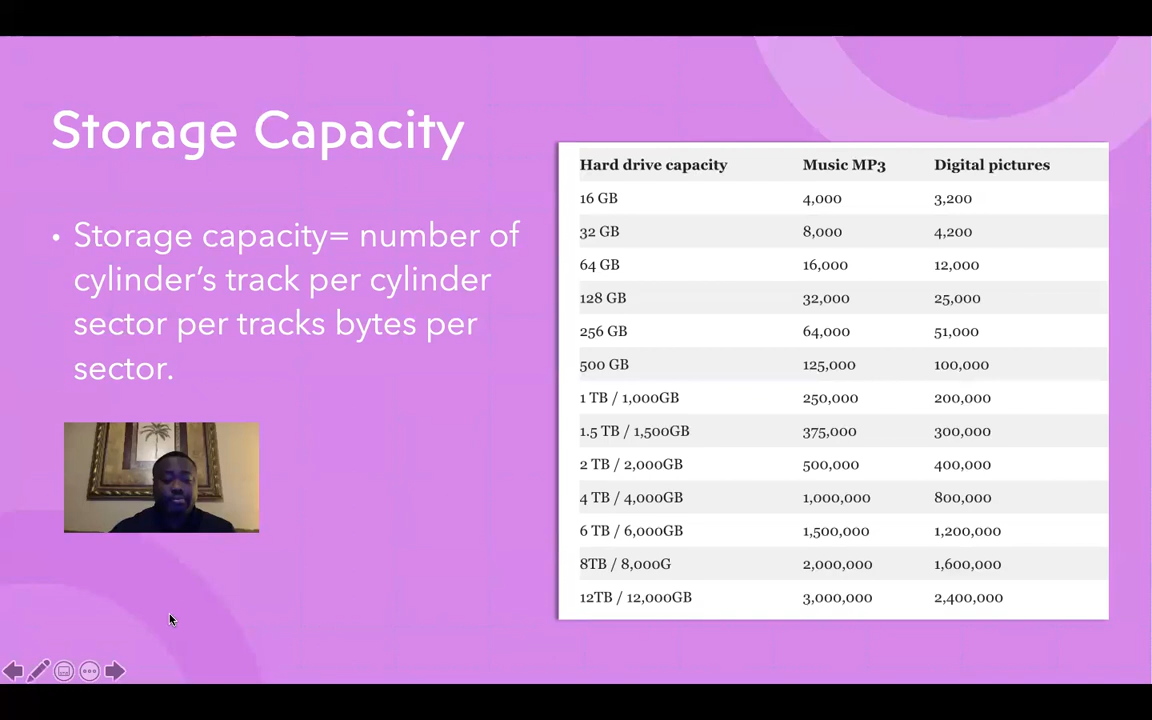 Storage Capacity
• Storage capacity= number of
cylinder’s track per cylinder
sector per tracks bytes per
sector.
Hard drive capacity Music MP3 Digital pictures
16 GB 4,000 3,200
32 GB 8,000 4,200
64 GB 16,000 12,000
128 GB 32,000 25,000
256 GB 64,000 51,000
500 GB 125,000 100,000
1 TB / 1,000GB 250,000 200,000
1.5 TB / 1,500GB 375,000 300,000
2 TB / 2,000GB 500,000 400,000
4 TB / 4,000GB 1,000,000 800,000
6 TB / 6,000GB 1,500,000 1,200,000
8TB / 8,000G 2,000,000 1,600,000
12TB / 12,000GB 3,000,000 2,400,000